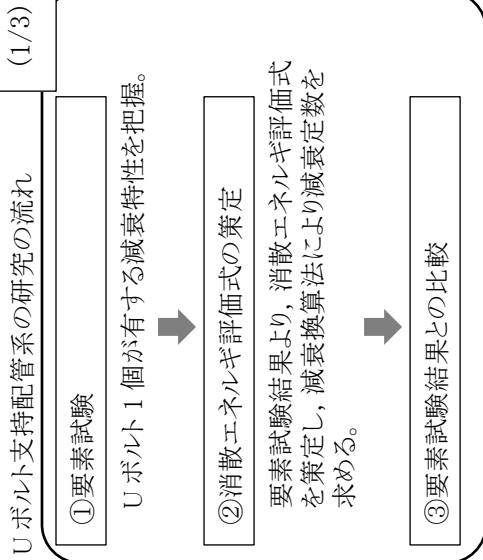 Uボルト支持配管系の研究の流れ
(1/3)
①要素試験
Uボルト1個が有する減衰特性を把握。
②消散エネルギ評価式の策定
要素試験結果より，消散エネルギ評価式
を策定し，減衰換算法により減衰定数を
求める。
③要素試験結果との比較